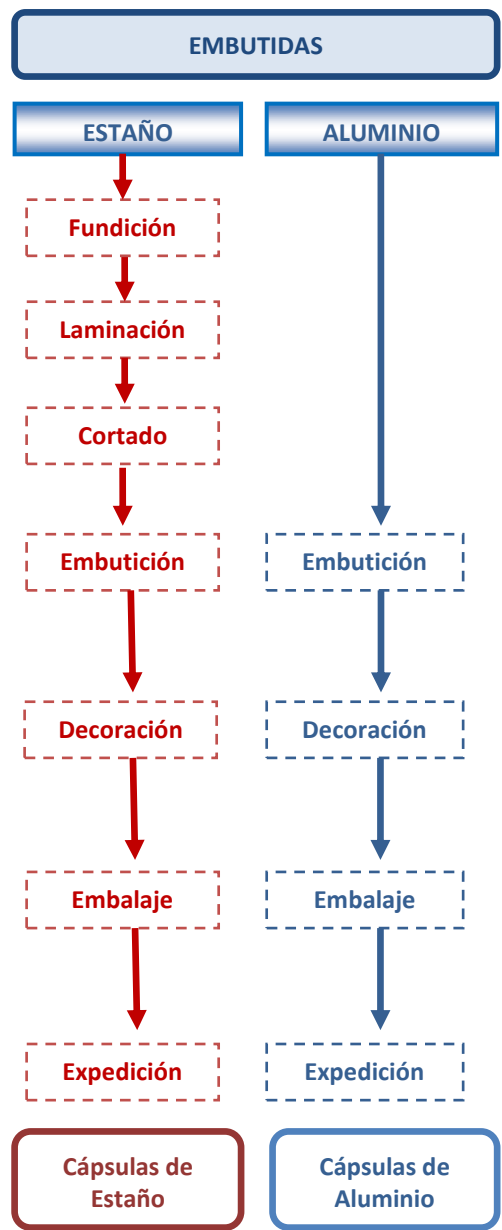 EMBUTIDAS
ESTAÑO
Fundición
Laminación
Cortado
Embutición
Decoración
Embalaje
Expedición
Cápsulas de
Estaño
ALUMINIO
Embutición
Decoración
Embalaje
Expedición
Cápsulas de
Aluminio